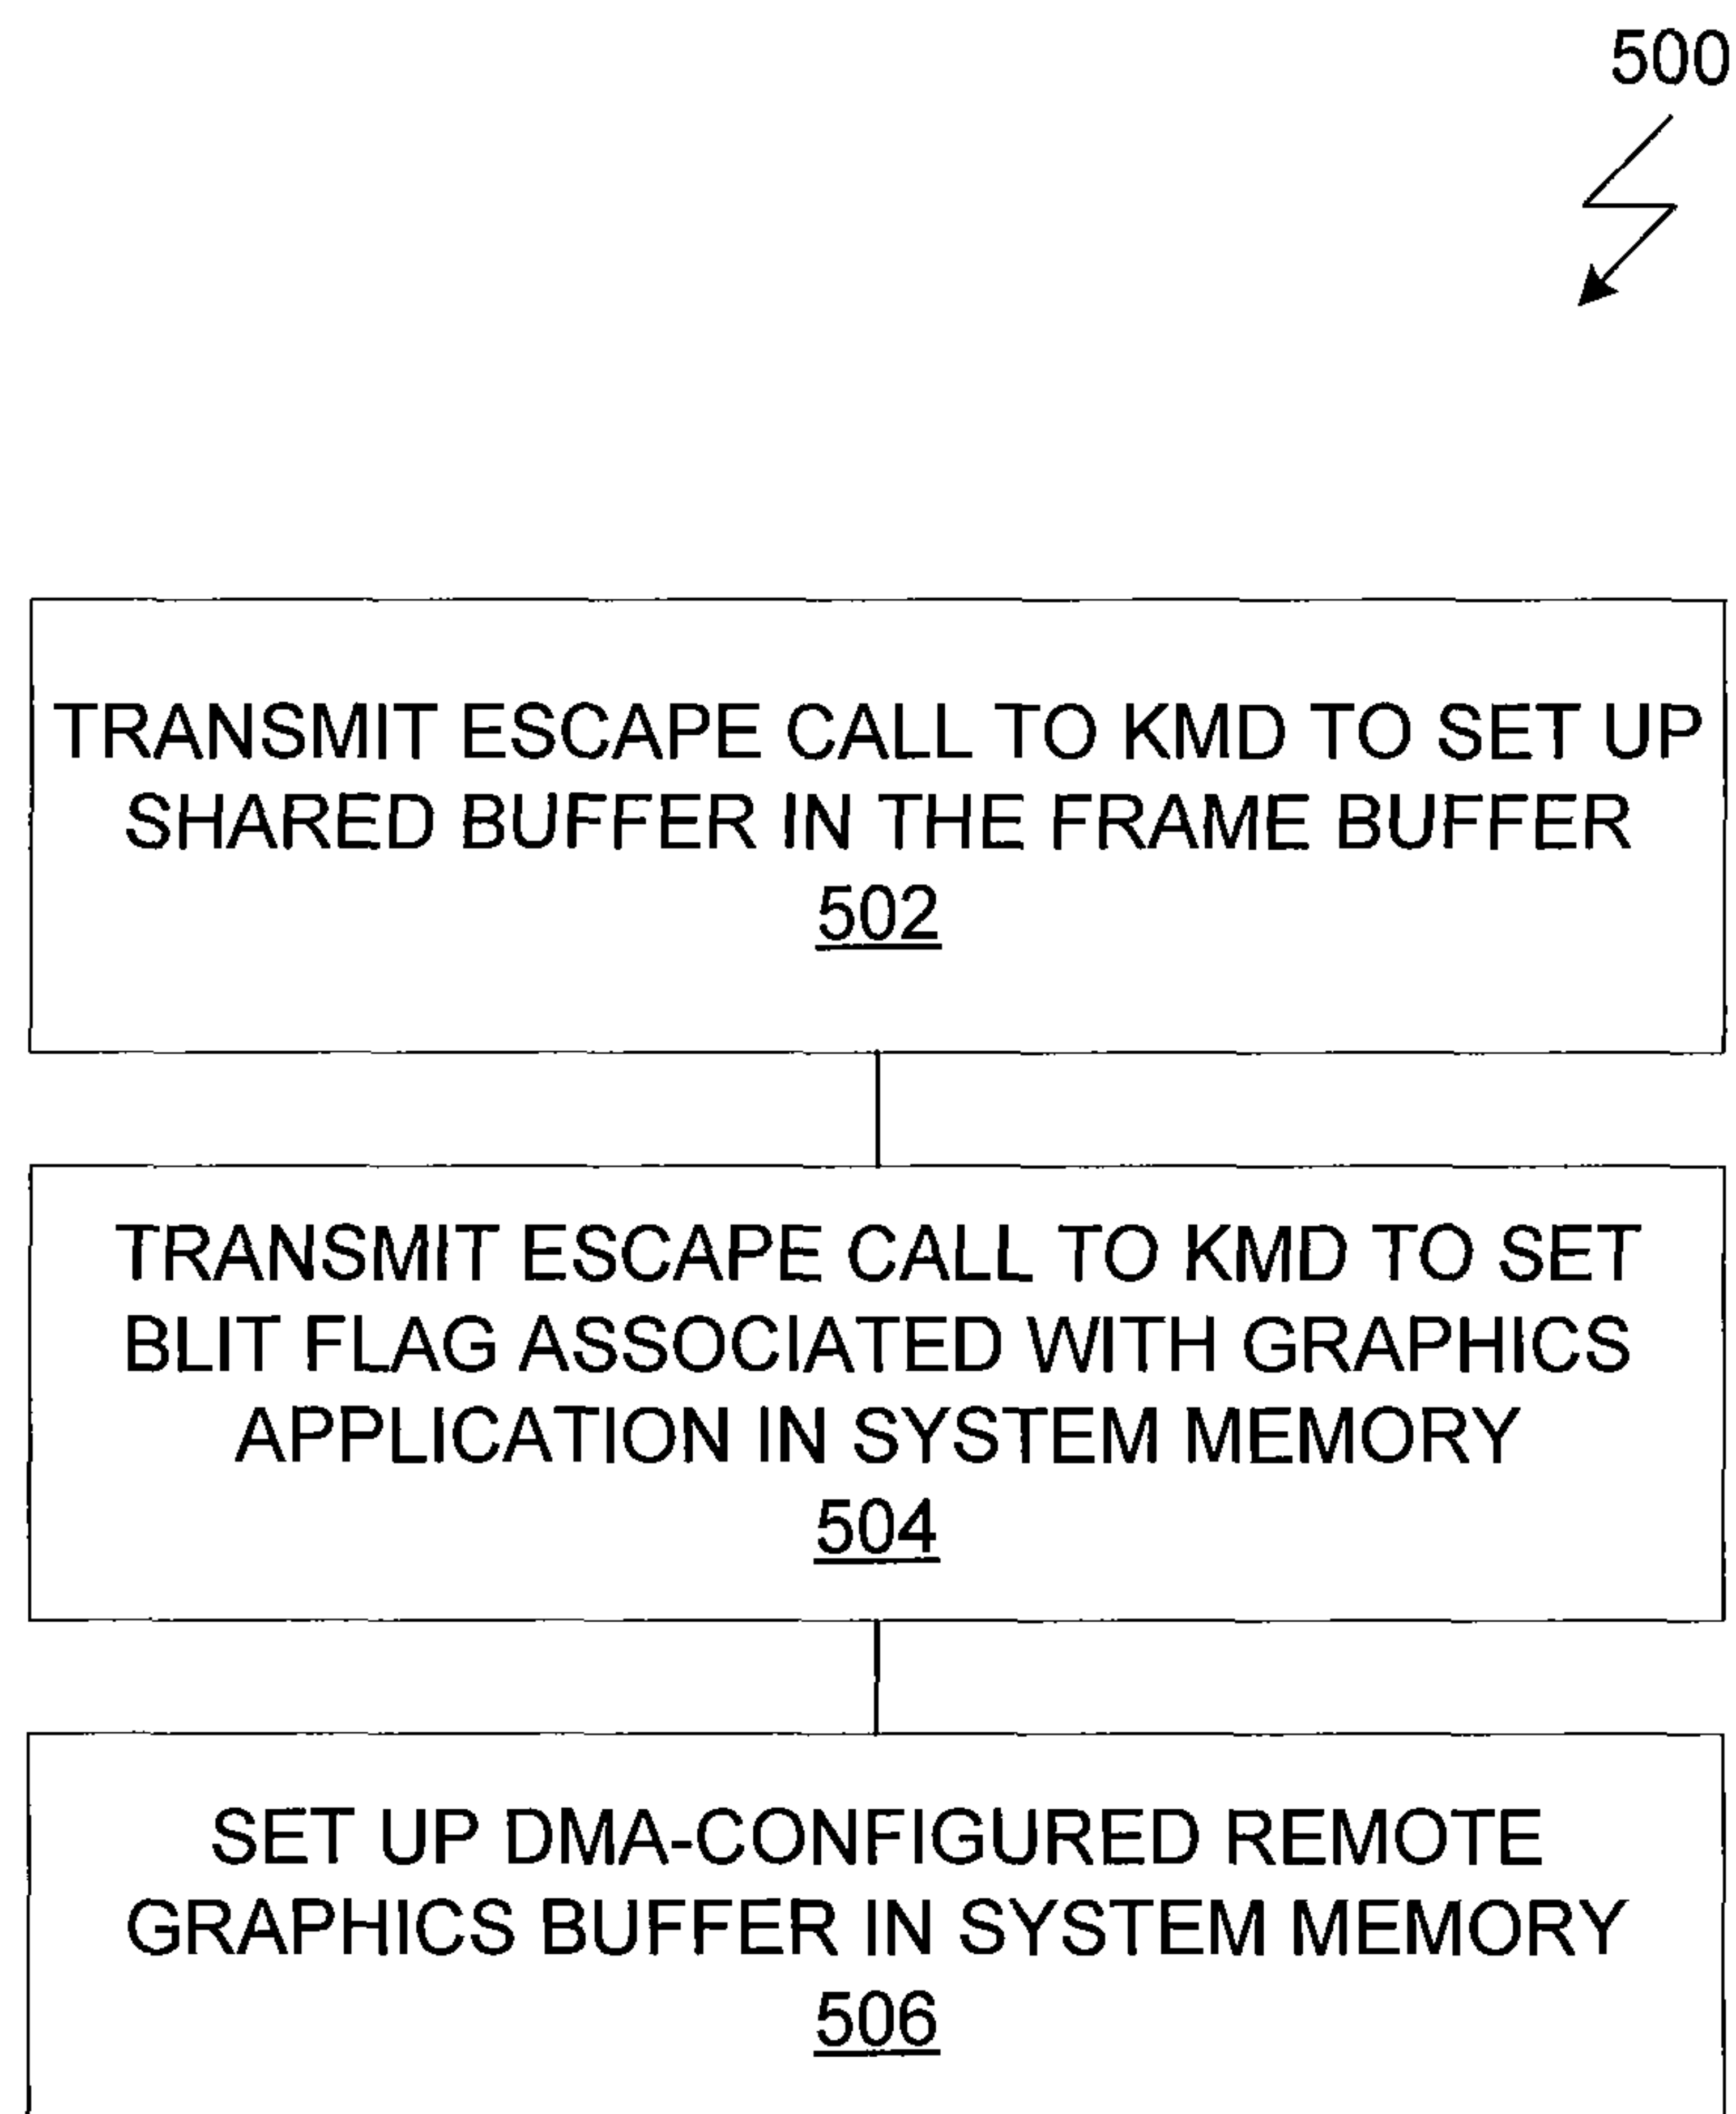 500
TRANSMIT ESCAPE CALL TO KMD TO SET UP
SHARED BUFFER IN THE FRAME BUFFER
502
TRANSMIT ESCAPE CALL TO KMD TO SET
BLIT FLAG ASSOCIATED WITH GRAPHICS
APPLICATION IN SYSTEM MEMORY
504
SET UP DMA-CONFIGURED REMOTE
GRAPHICS BUFFER IN SYSTEM MEMORY
506